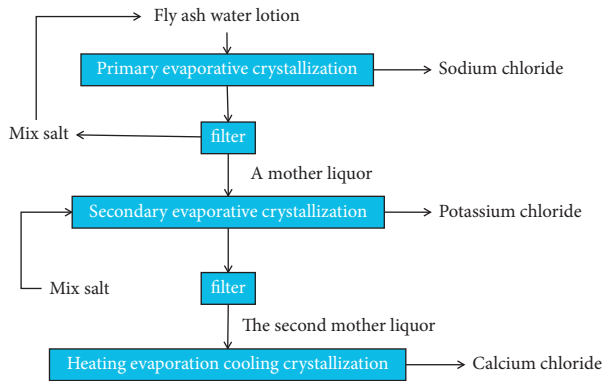 Fly ash water lotion
Primary evaporative crystallization
Sodium chloride
Mix salt
filter
A mother liquor
Secondary evaporative crystallization
Potassium chloride
Mix salt
filter
The second mother liquor
Heating evaporation cooling crystallization
Calcium chloride